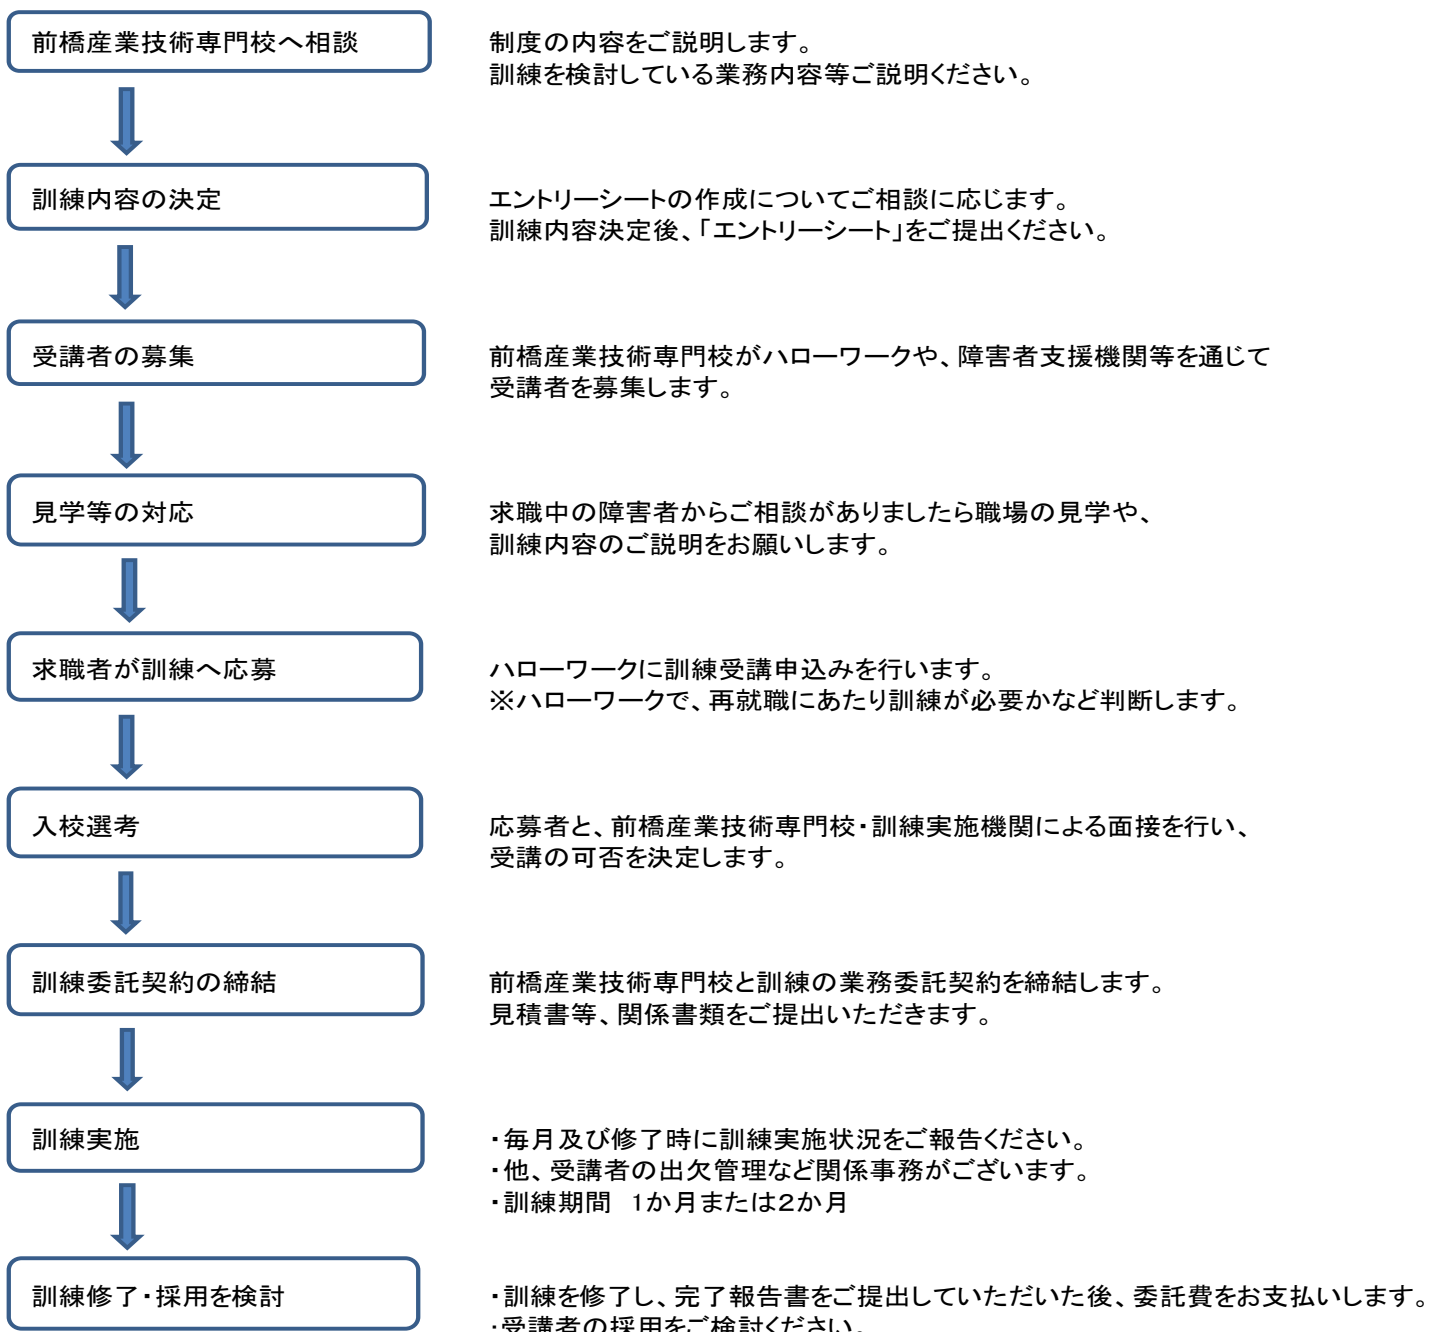 前橋産業技術専門校へ相談
制度の内容をご説明します。
訓練を検討している業務内容等ご説明ください。
訓練内容の決定
エントリーシートの作成についてご相談に応じます。
訓練内容決定後、「エントリーシート」をご提出ください。
受講者の募集
前橋産業技術専門校がハローワークや、障害者支援機関等を通じて
受講者を募集します。
見学等の対応
求職中の障害者からご相談がありましたら職場の見学や、
訓練内容のご説明をお願いします。
求職者が訓練へ応募
ハローワークに訓練受講申込みを行います。
※ハローワークで、再就職にあたり訓練が必要かなど判断します。
入校選考
応募者と、前橋産業技術専門校・訓練実施機関による面接を行い、
受講の可否を決定します。
訓練委託契約の締結
前橋産業技術専門校と訓練の業務委託契約を締結します。
見積書等、関係書類をご提出いただきます。
訓練実施
・毎月及び修了時に訓練実施状況をご報告ください。
・他、受講者の出欠管理など関係事務がございます。
・訓練期間　1か月または２か月
訓練修了・採用を検討
・訓練を修了し、完了報告書をご提出していただいた後、委託費をお支払いします。
・受講者の採用をご検討ください。